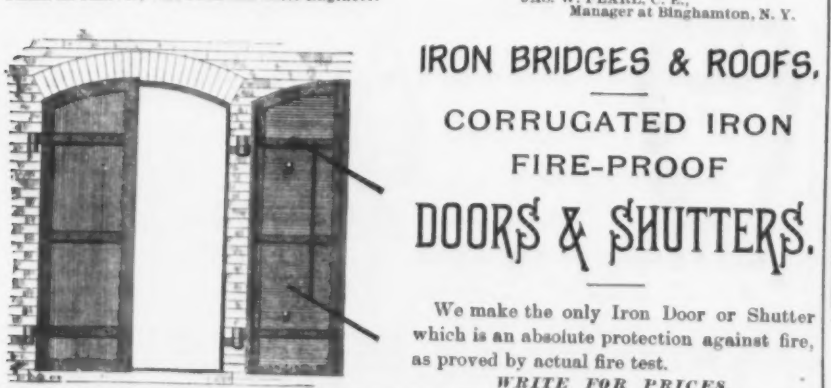 Manager at Binghamton, N. Y.
IRON BRIDGES & ROOFS.
CORRUGATED IRON
FIRE-PROOF
DOORS & SHUTTERS.
We make the only Iron Door or Shutter
which is an absolute protection against fire,
as proved by actual fire test.
WRITE FOR PRICES